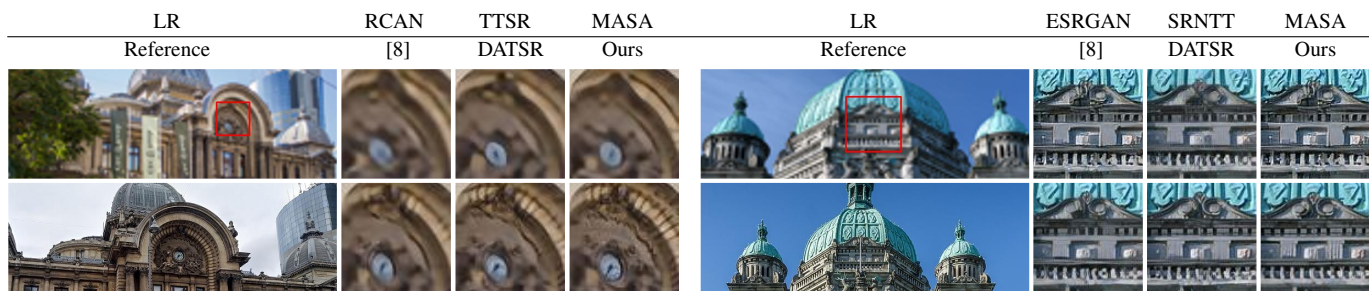 LR RCAN TTSR MASA LR ESRGAN SRNTT MASA
Reference [8] DATSR Ours Reference [8] DATSR Ours